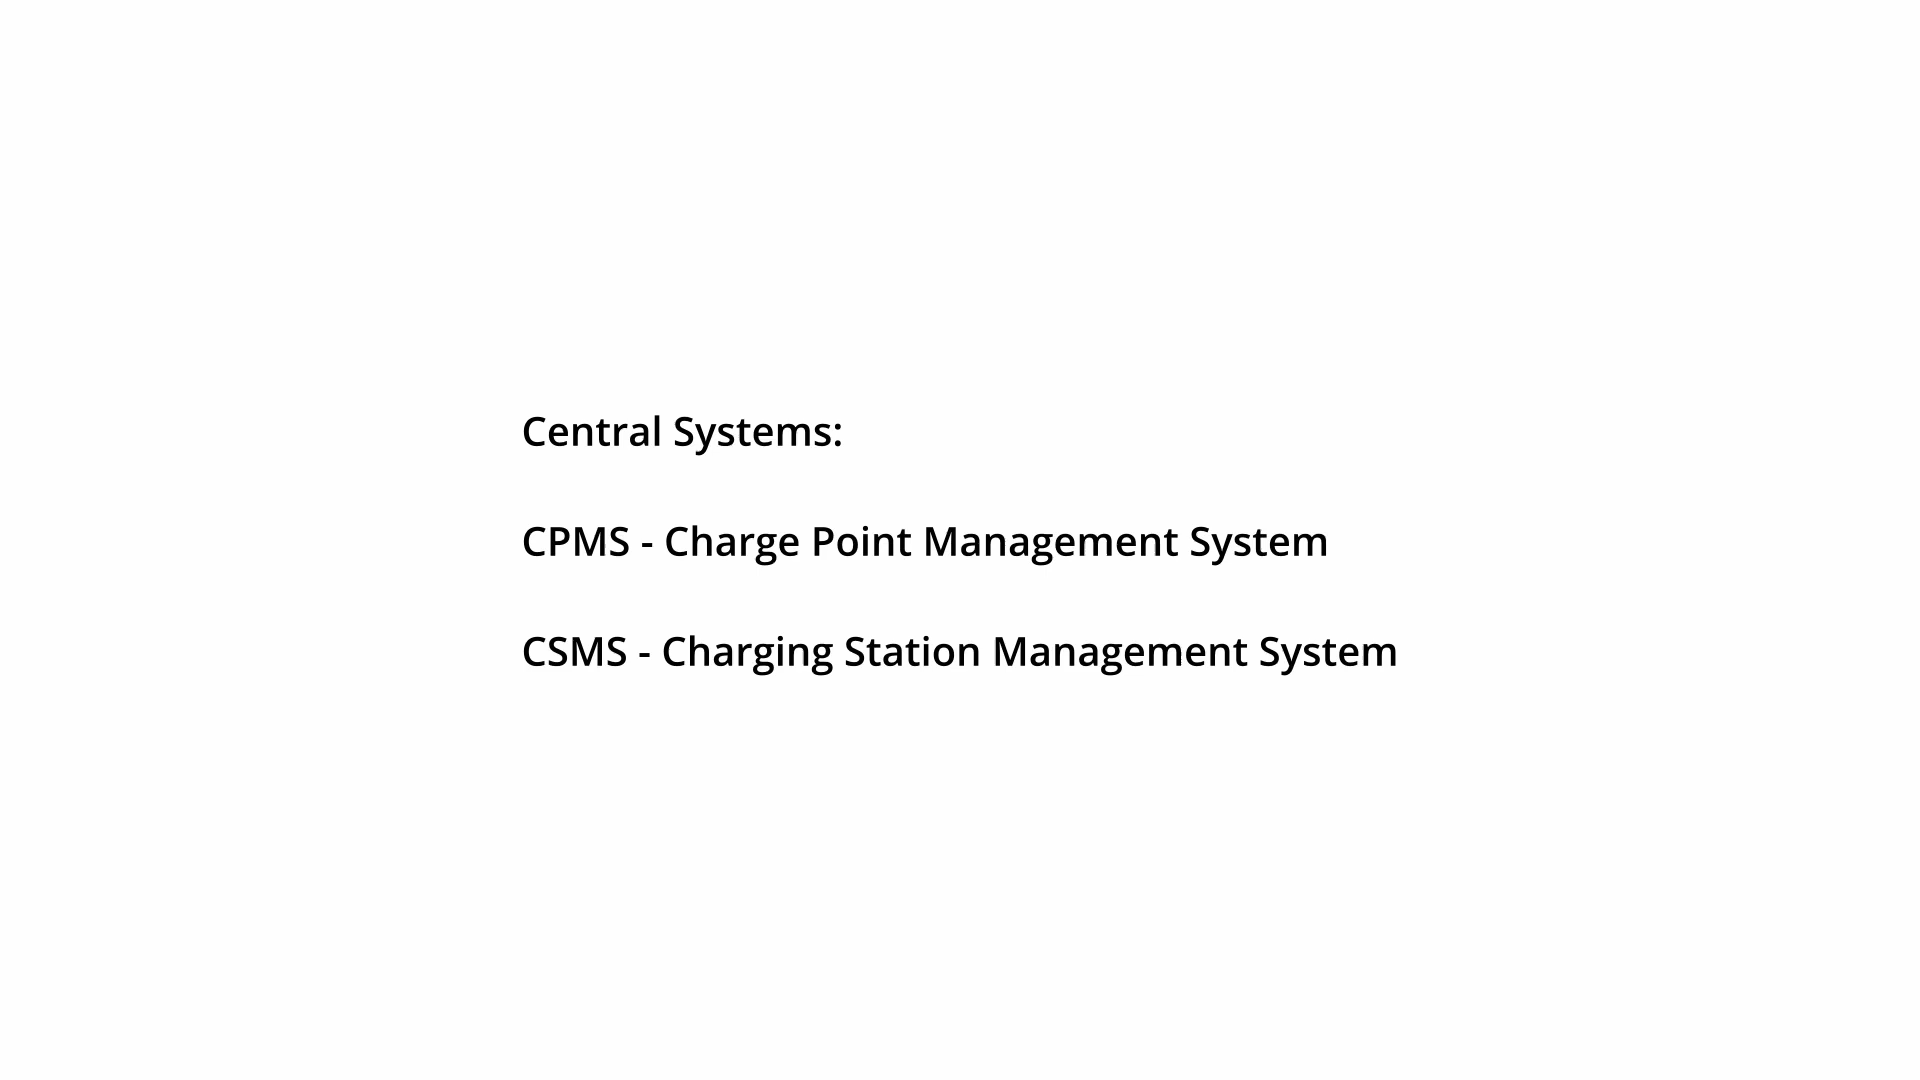 Central Systems:
CPMS - Charge Point Management System
CSMS - Charging Station Management System